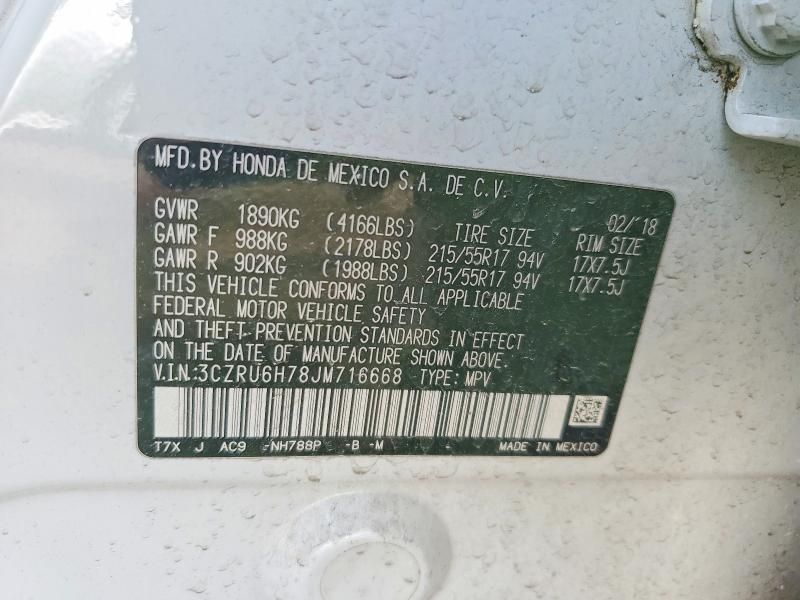 MFD. BY HONDA DE MEXICO S.A. DE C.V.
02/'18
GVWR 1890KG (4166LBS) TIRE SIZE RIM SIZE
GAWR F 988KG (2178LBS) 215/55R17 94V 17X7.5J
GAWR R 902KG (1988LBS) 215/55R17 94V 17X7.5J
THIS VEHICLE CONFORMS TO ALL APPLICABLE
FEDERAL MOTOR VEHICLE SAFETY
AND THEFT PREVENTION STANDARDS IN EFFECT
ON THE DATE OF MANUFACTURE SHOWN ABOVE.
V.I.N.:3CZRU6H78JM716668 TYPE: MPV
T7X J AC9 -NH788P -B -M MADE IN MEXICO